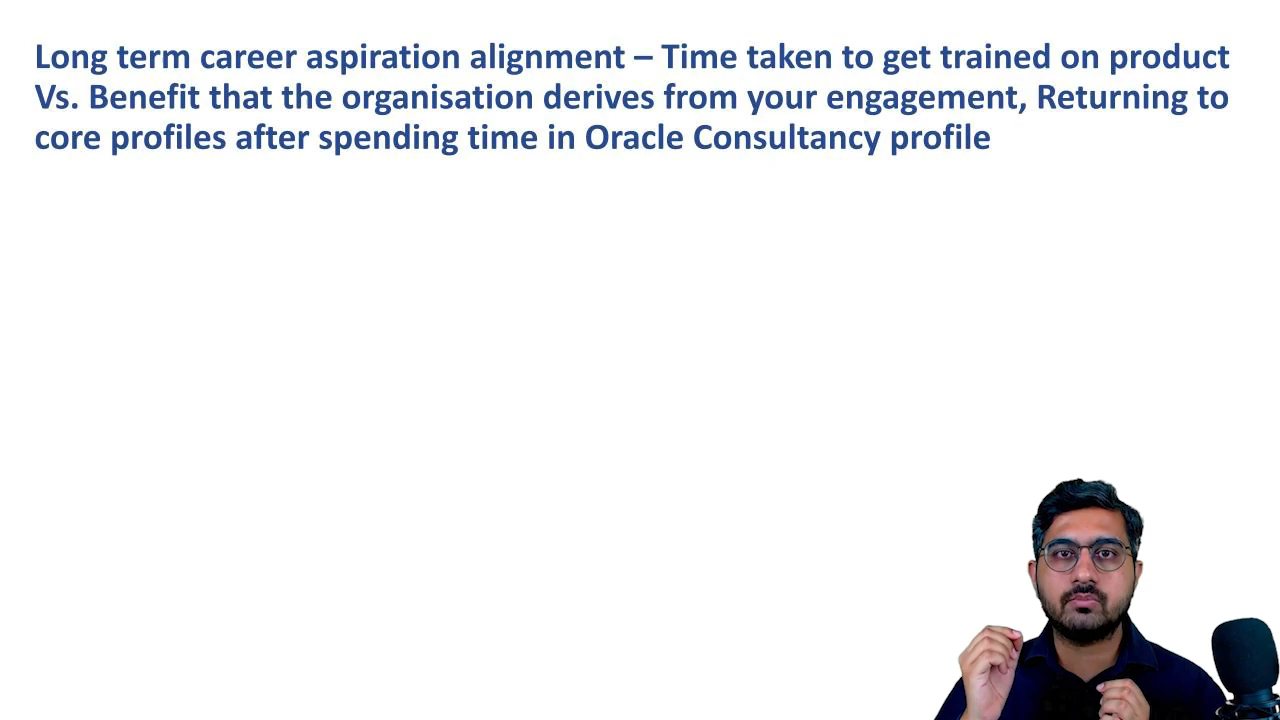 Long term career aspiration alignment – Time taken to get trained on product
Vs. Benefit that the organisation derives from your engagement, Returning to
core profiles after spending time in Oracle Consultancy profile